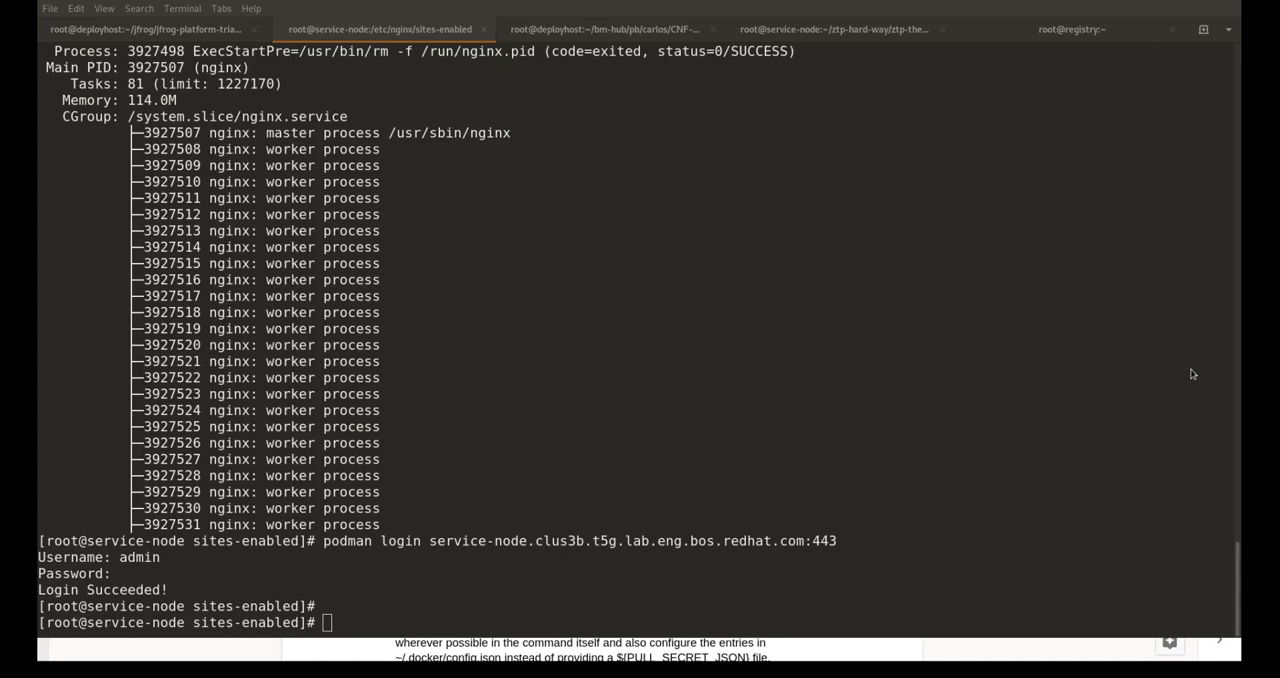 File Edit View Search Terminal Tabs Help
root@deployhost:~/jfrog/jfrog-platform-tria... × root@service-node:/etc/nginx/sites-enabled × root@deployhost:~/bm-hub/pb/carlos/CNF-... × root@service-node:~/ztp-hard-way/ztp-the... × root@registry:~ ×
Process: 3927498 ExecStartPre=/usr/bin/rm -f /run/nginx.pid (code=exited, status=0/SUCCESS)
Main PID: 3927507 (nginx)
Tasks: 81 (limit: 1227170)
Memory: 114.0M
CGroup: /system.slice/nginx.service
├─3927507 nginx: master process /usr/sbin/nginx
├─3927508 nginx: worker process
├─3927509 nginx: worker process
├─3927510 nginx: worker process
├─3927511 nginx: worker process
├─3927512 nginx: worker process
├─3927513 nginx: worker process
├─3927514 nginx: worker process
├─3927515 nginx: worker process
├─3927516 nginx: worker process
├─3927517 nginx: worker process
├─3927518 nginx: worker process
├─3927519 nginx: worker process
├─3927520 nginx: worker process
├─3927521 nginx: worker process
├─3927522 nginx: worker process
├─3927523 nginx: worker process
├─3927524 nginx: worker process
├─3927525 nginx: worker process
├─3927526 nginx: worker process
├─3927527 nginx: worker process
├─3927528 nginx: worker process
├─3927529 nginx: worker process
├─3927530 nginx: worker process
├─3927531 nginx: worker process
[root@service-node sites-enabled]# podman login service-node.clus3b.t5g.lab.eng.bos.redhat.com:443
Username: admin
Password:
Login Succeeded!
[root@service-node sites-enabled]#
[root@service-node sites-enabled]#
wherever possible in the command itself and also configure the entries in
~/.docker/config.json instead of providing a ${PULL_SECRET_JSON} file.